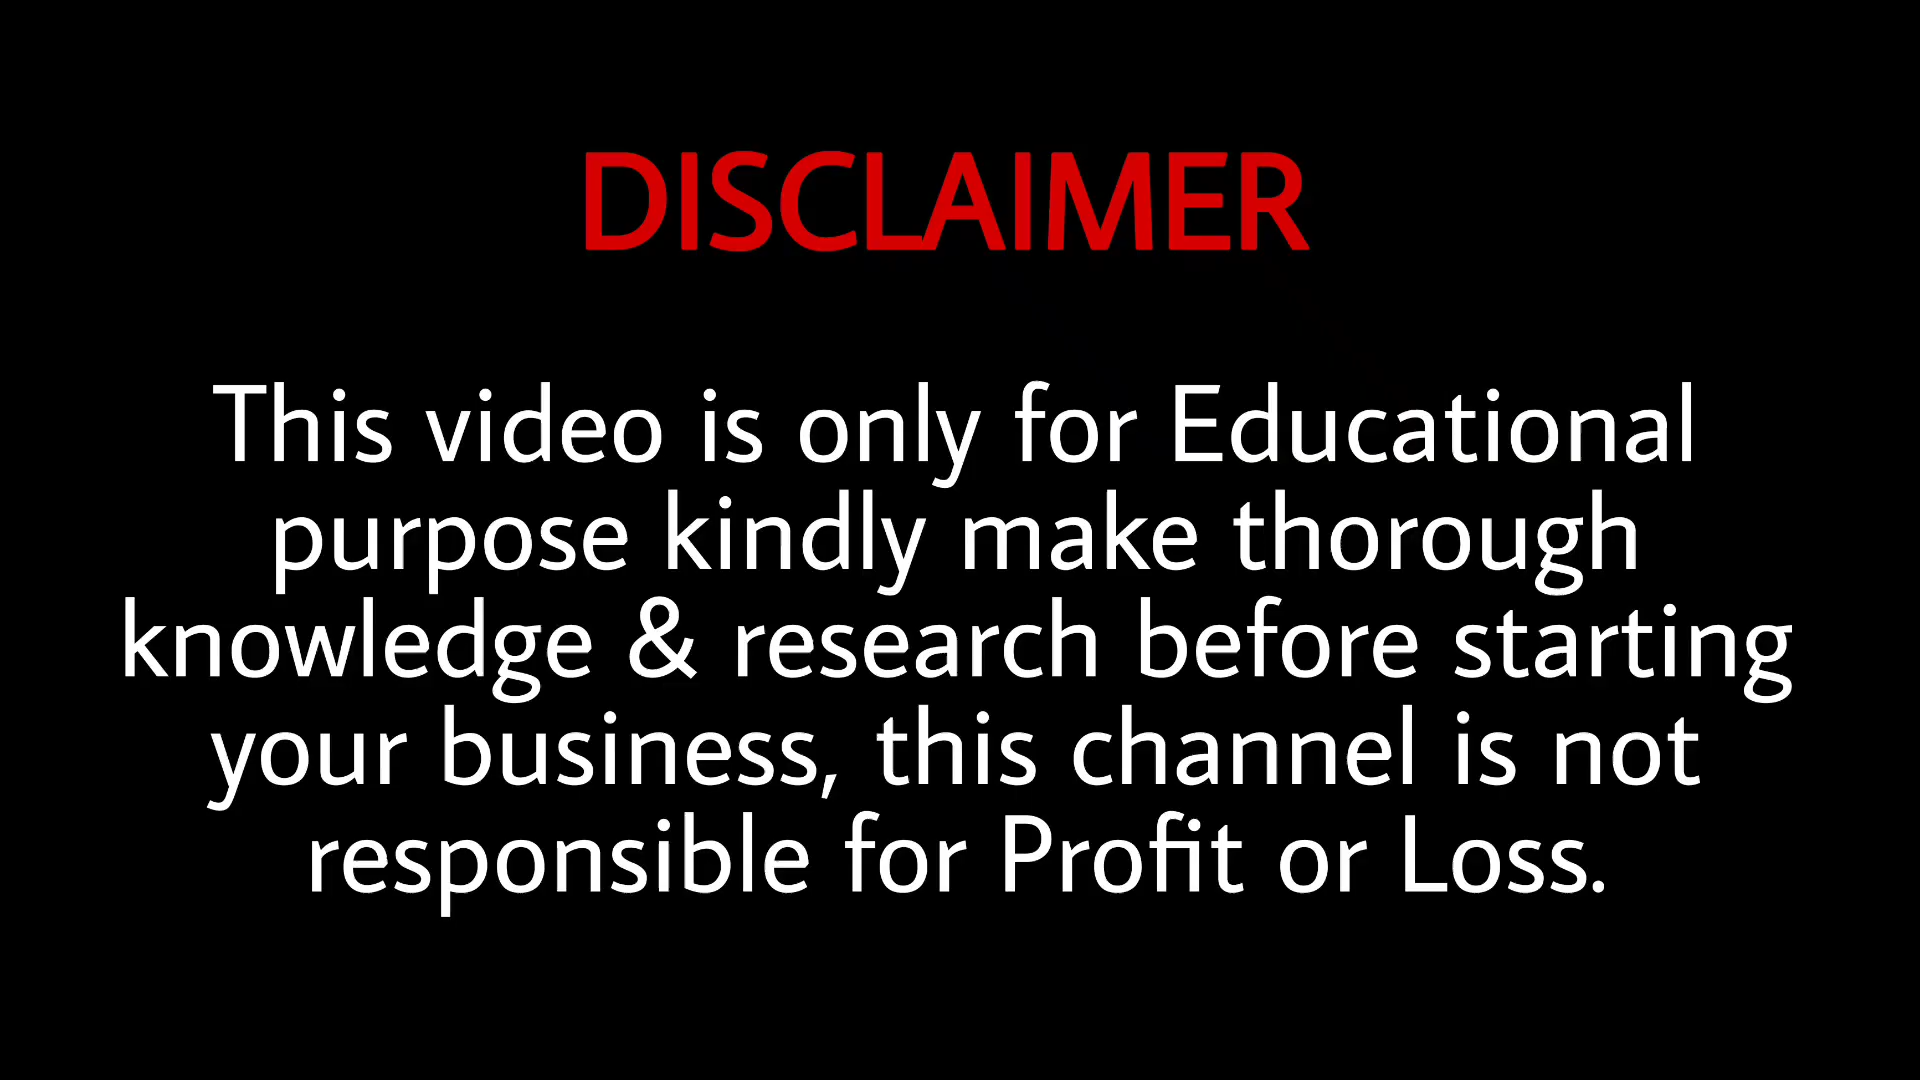 DISCLAIMER
This video is only for Educational
purpose kindly make thorough
knowledge & research before starting
your business, this channel is not
responsible for Profit or Loss.